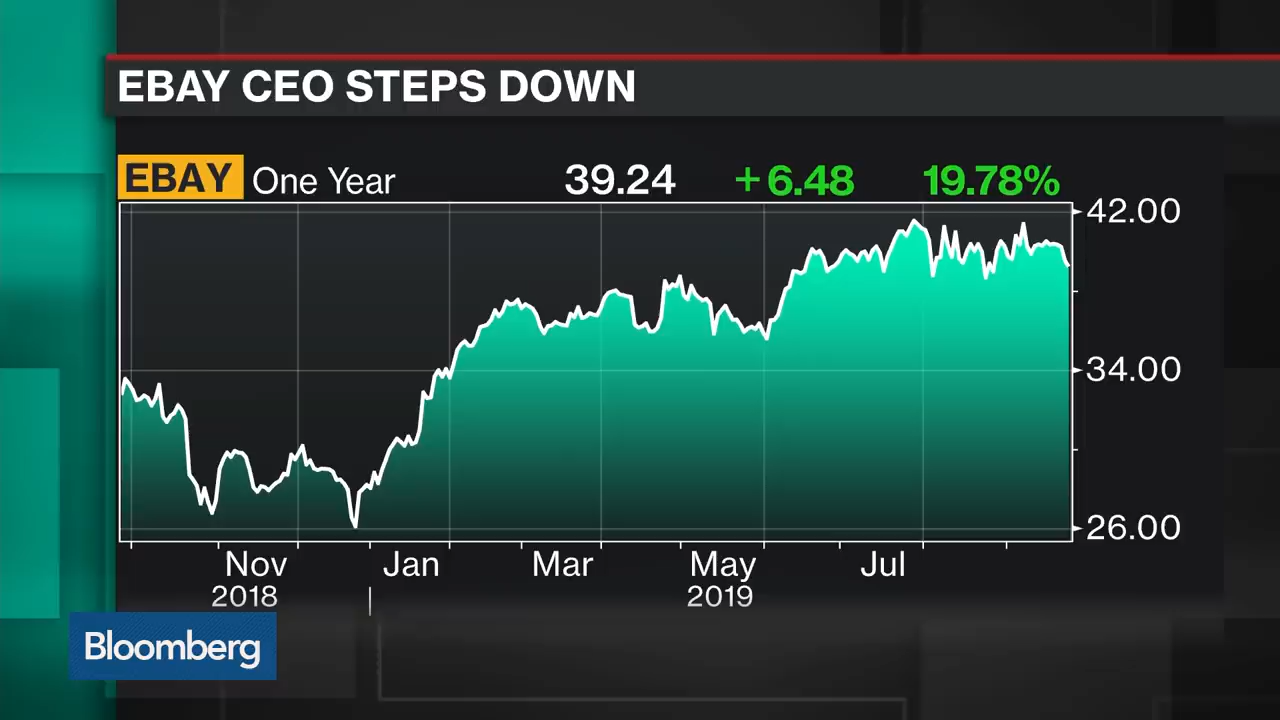 EBAY CEO STEPS DOWN
EBAY One Year 39.24 +6.48 19.78%
42.00
34.00
26.00
Nov Jan Mar May Jul
2018 2019
Bloomberg